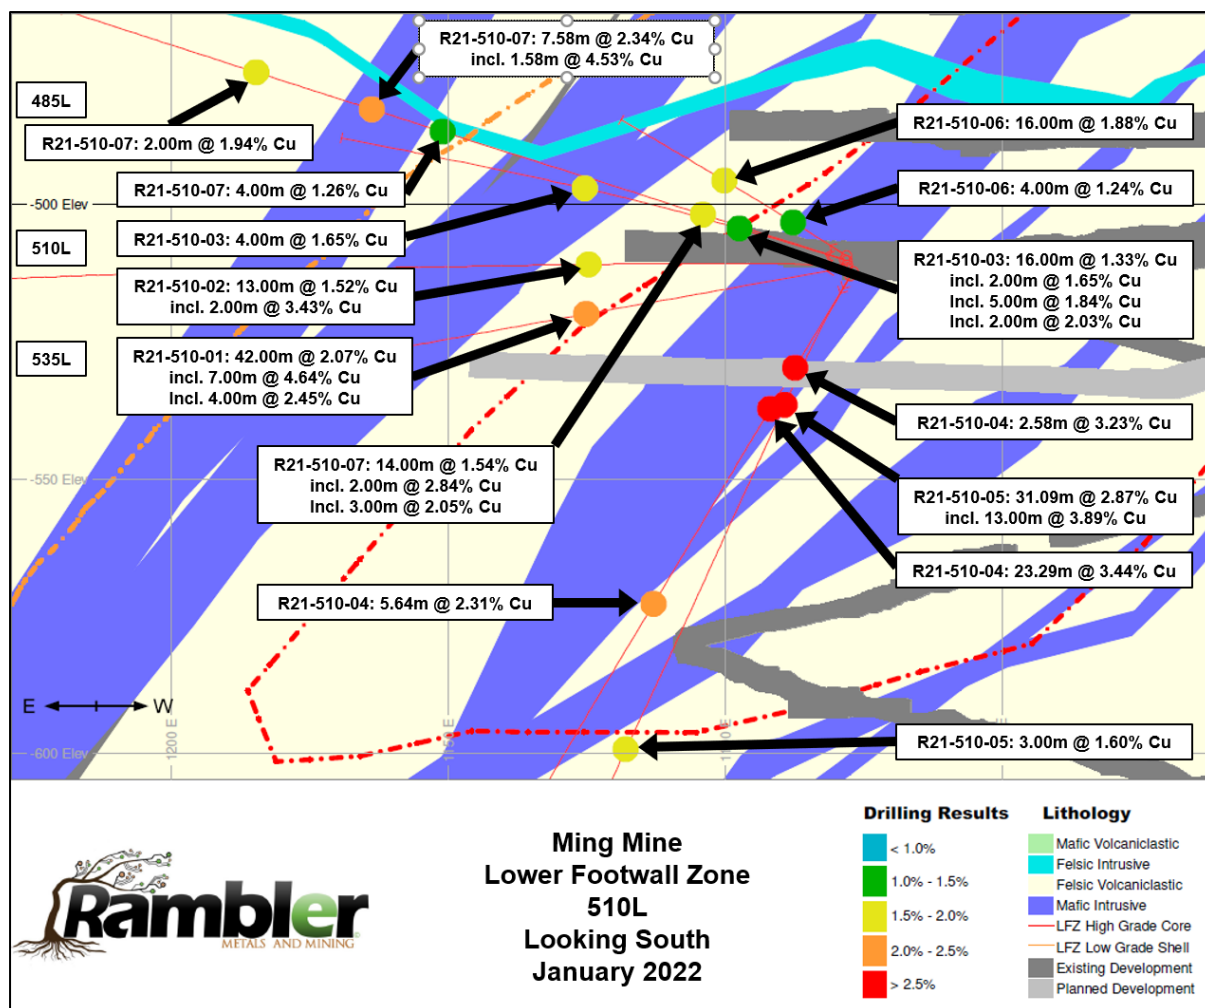 R21-510-07: 7.58m @ 2.34% Cu
incl. 1.58m @ 4.53% Cu
485L
R21-510-07: 2.00m @ 1.94% Cu
R21-510-06: 16.00m @ 1.88% Cu
R21-510-07: 4.00m @ 1.26% Cu
R21-510-06: 4.00m @ 1.24% Cu
-500 Elev
R21-510-03: 4.00m @ 1.65% Cu
510L
R21-510-03: 16.00m @ 1.33% Cu
incl. 2.00m @ 1.65% Cu
Incl. 5.00m @ 1.84% Cu
Incl. 2.00m @ 2.03% Cu
R21-510-02: 13.00m @ 1.52% Cu
incl. 2.00m @ 3.43% Cu
535L
R21-510-01: 42.00m @ 2.07% Cu
incl. 7.00m @ 4.64% Cu
Incl. 4.00m @ 2.45% Cu
R21-510-04: 2.58m @ 3.23% Cu
R21-510-07: 14.00m @ 1.54% Cu
incl. 2.00m @ 2.84% Cu
Incl. 3.00m @ 2.05% Cu
-550 Elev
R21-510-05: 31.09m @ 2.87% Cu
incl. 13.00m @ 3.89% Cu
R21-510-04: 23.29m @ 3.44% Cu
R21-510-04: 5.64m @ 2.31% Cu
E W
1200 E
R21-510-05: 3.00m @ 1.60% Cu
-600 Elev
Ming Mine
Lower Footwall Zone
510L
Looking South
January 2022
Rambler
METALS AND MINING
Drilling Results
< 1.0%
1.0% - 1.5%
1.5% - 2.0%
2.0% - 2.5%
> 2.5%
Lithology
Mafic Volcaniclastic
Felsic Intrusive
Felsic Volcaniclastic
Mafic Intrusive
LFZ High Grade Core
LFZ Low Grade Shell
Existing Development
Planned Development